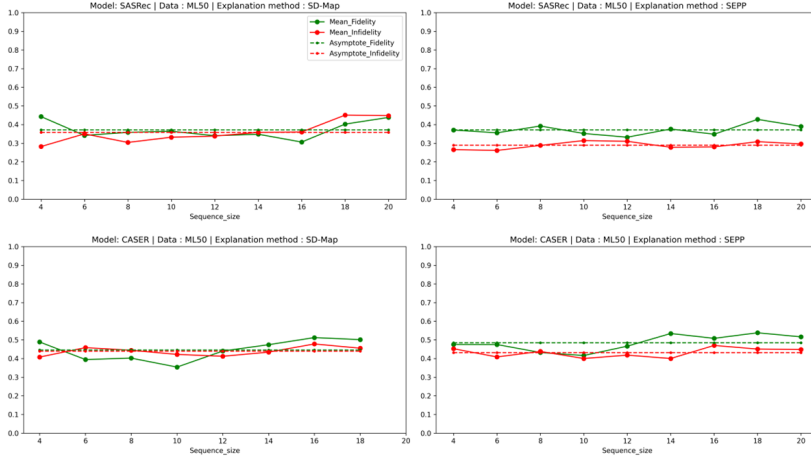 Model: SASRec | Data : ML50 | Explanation method : SD-Map
1.0
0.9
0.8
0.7
0.6
0.5
0.4
0.3
0.2
0.1
0.0
Mean_Fidelity
Mean_Infidelity
Asymptote_Fidelity
Asymptote_Infidelity
4 6 8 10 12 14 16 18 20
Sequence_size
Model: SASRec | Data : ML50 | Explanation method : SEPP
1.0
0.9
0.8
0.7
0.6
0.5
0.4
0.3
0.2
0.1
0.0
4 6 8 10 12 14 16 18 20
Sequence_size
Model: CASER | Data : ML50 | Explanation method : SD-Map
1.0
0.9
0.8
0.7
0.6
0.5
0.4
0.3
0.2
0.1
0.0
4 6 8 10 12 14 16 18 20
Sequence_size
Model: CASER | Data : ML50 | Explanation method : SEPP
1.0
0.9
0.8
0.7
0.6
0.5
0.4
0.3
0.2
0.1
0.0
4 6 8 10 12 14 16 18 20
Sequence_size